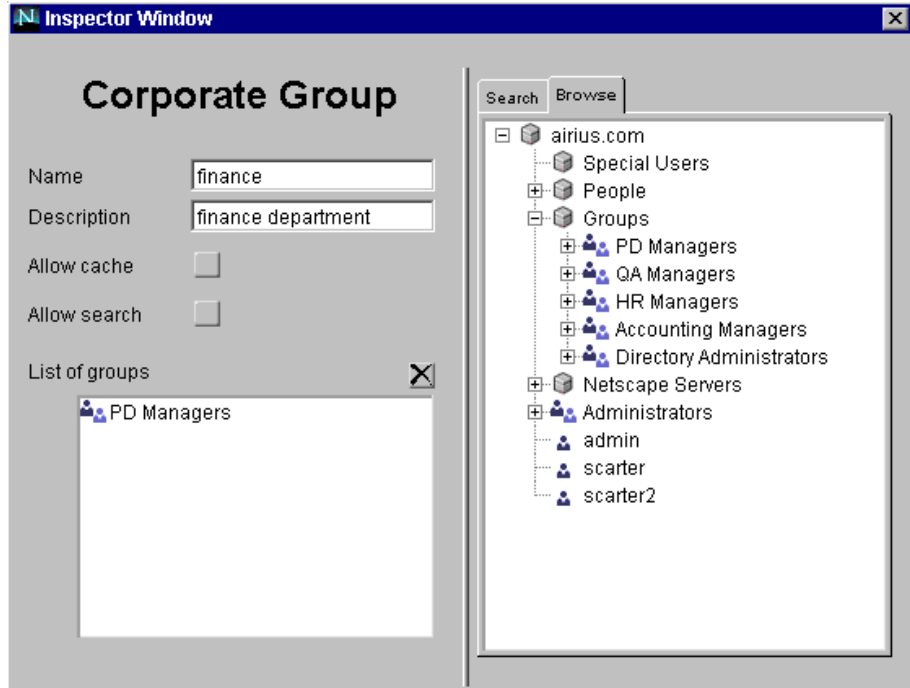 N Inspector Window
Corporate Group
Name finance
Description finance department
Allow cache
Allow search
List of groups
PD Managers
Search Browse
airius.com
Special Users
People
Groups
PD Managers
QA Managers
HR Managers
Accounting Managers
Directory Administrators
Netscape Servers
Administrators
admin
scarter
scarter2